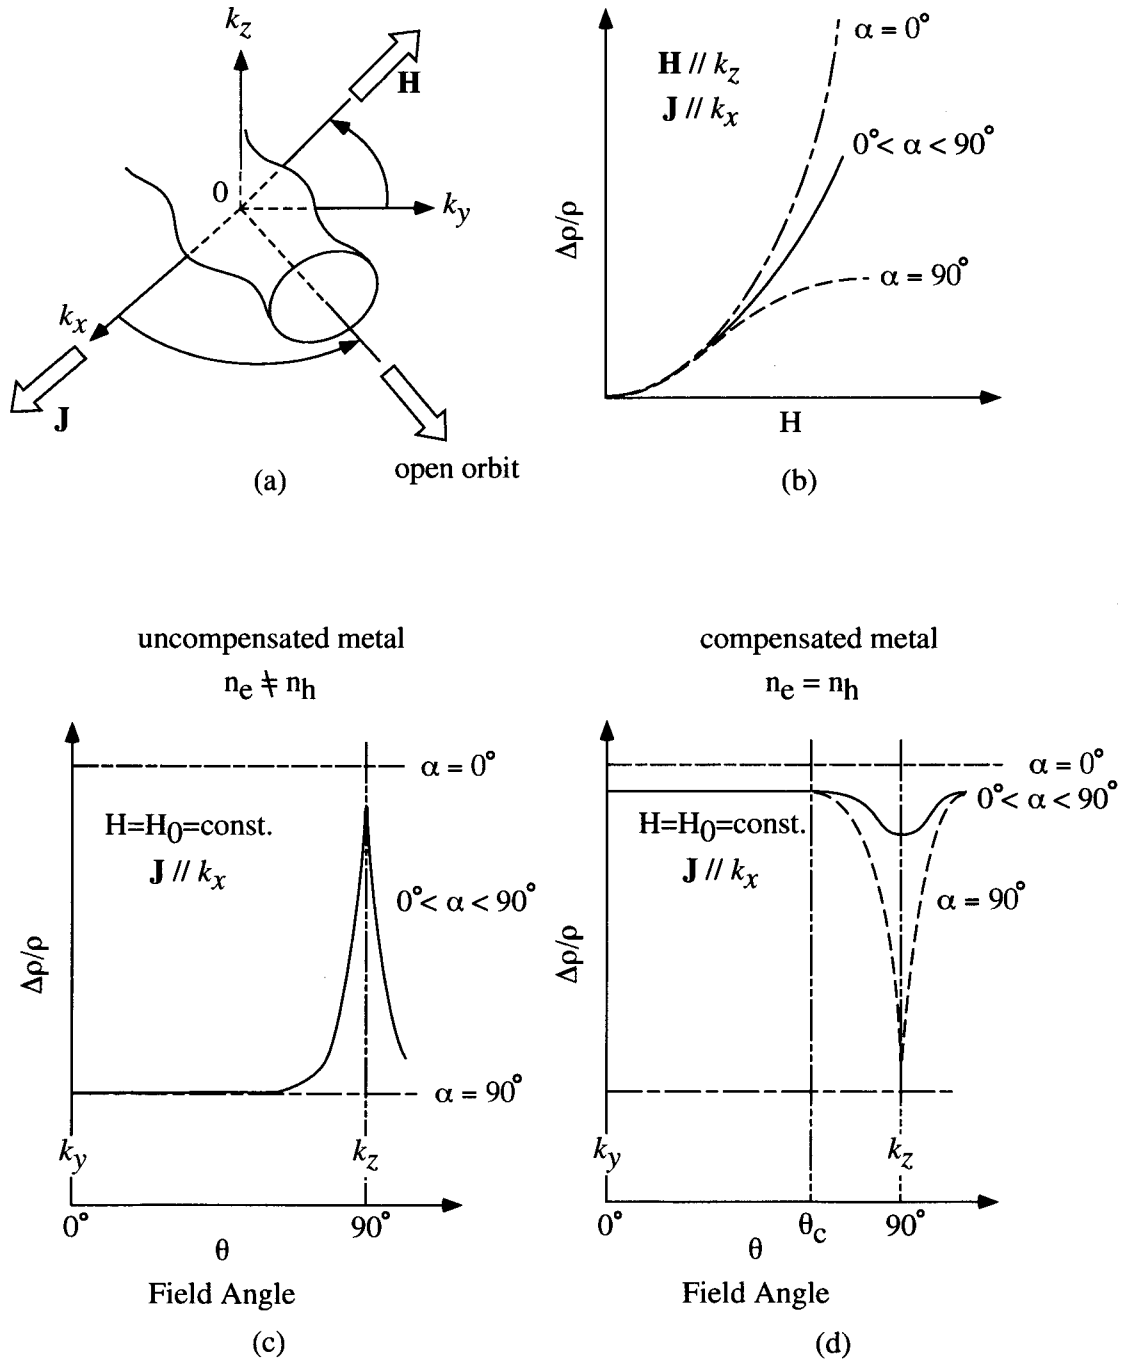 k_z
H
0
k_y
k_x
J
open orbit
(a)
α = 0°
H // k_z
J // k_x
0°< α < 90°
Δρ/ρ
α = 90°
H
(b)
uncompensated metal
n_e ≠ n_h
α = 0°
H=H_0=const.
J // k_x
0°< α < 90°
Δρ/ρ
α = 90°
k_y
k_z
0°
90°
θ
Field Angle
(c)
compensated metal
n_e = n_h
α = 0°
0°< α < 90°
H=H_0=const.
J // k_x
α = 90°
Δρ/ρ
k_y
k_z
0°
θ_c
90°
θ
Field Angle
(d)